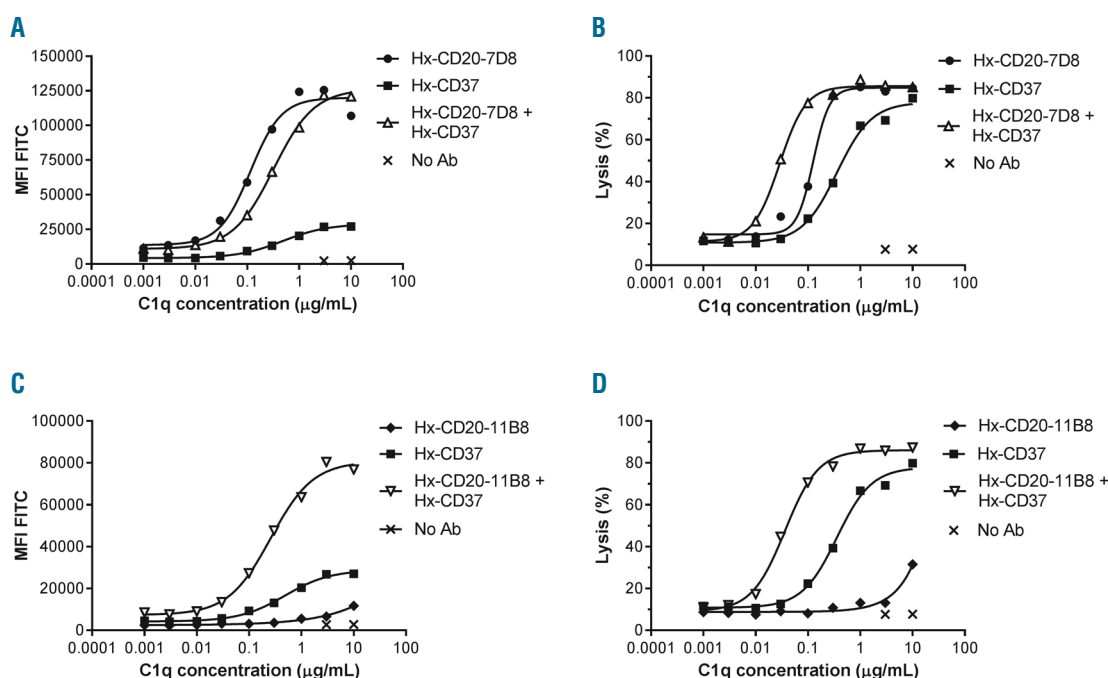 A
150000
125000
100000
75000
50000
25000
0
MFI FITC
0.0001 0.001 0.01 0.1 1 10 100
C1q concentration (μg/mL)
Hx-CD20-7D8
Hx-CD37
Hx-CD20-7D8 +
Hx-CD37
No Ab
B
100
80
60
40
20
0
Lysis (%)
0.0001 0.001 0.01 0.1 1 10 100
C1q concentration (μg/mL)
Hx-CD20-7D8
Hx-CD37
Hx-CD20-7D8 +
Hx-CD37
No Ab
C
100000
80000
60000
40000
20000
0
MFI FITC
0.0001 0.001 0.01 0.1 1 10 100
C1q concentration (μg/mL)
Hx-CD20-11B8
Hx-CD37
Hx-CD20-11B8 +
Hx-CD37
No Ab
D
100
80
60
40
20
0
Lysis (%)
0.0001 0.001 0.01 0.1 1 10 100
C1q concentration (μg/mL)
Hx-CD20-11B8
Hx-CD37
Hx-CD20-11B8 +
Hx-CD37
No Ab